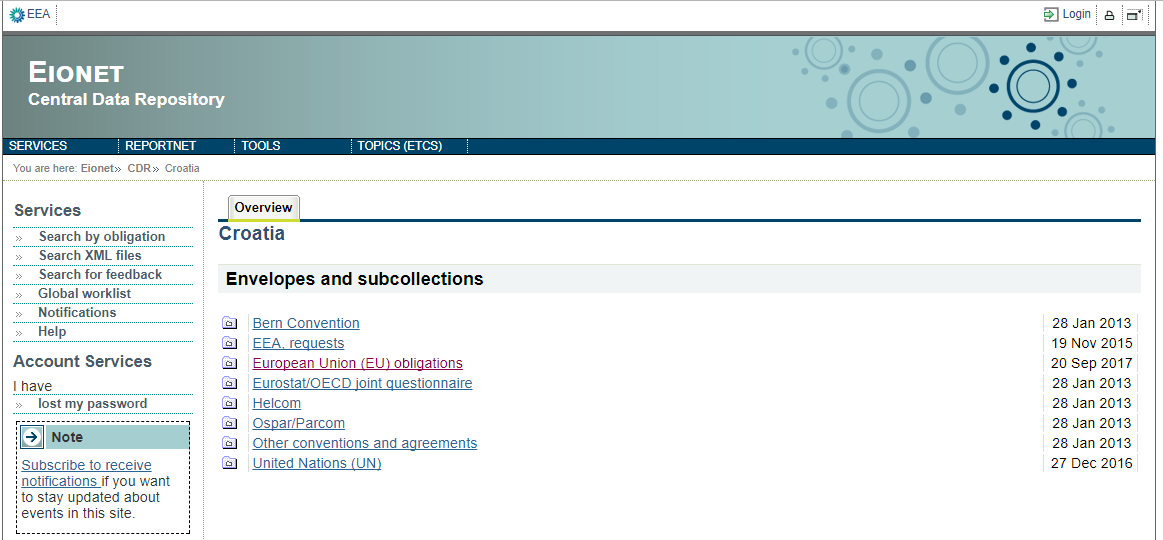 EEA
Login
EIONET
Central Data Repository
SERVICES REPORTNET TOOLS TOPICS (ETCS)
You are here: Eionet» CDR» Croatia
Services
» Search by obligation
» Search XML files
» Search for feedback
» Global worklist
» Notifications
» Help
Account Services
I have
» lost my password
Note
Subscribe to receive
notifications if you want
to stay updated about
events in this site.
Overview
Croatia
Envelopes and subcollections
Bern Convention 28 Jan 2013
EEA, requests 19 Nov 2015
European Union (EU) obligations 20 Sep 2017
Eurostat/OECD joint questionnaire 28 Jan 2013
Helcom 28 Jan 2013
Ospar/Parcom 28 Jan 2013
Other conventions and agreements 28 Jan 2013
United Nations (UN) 27 Dec 2016